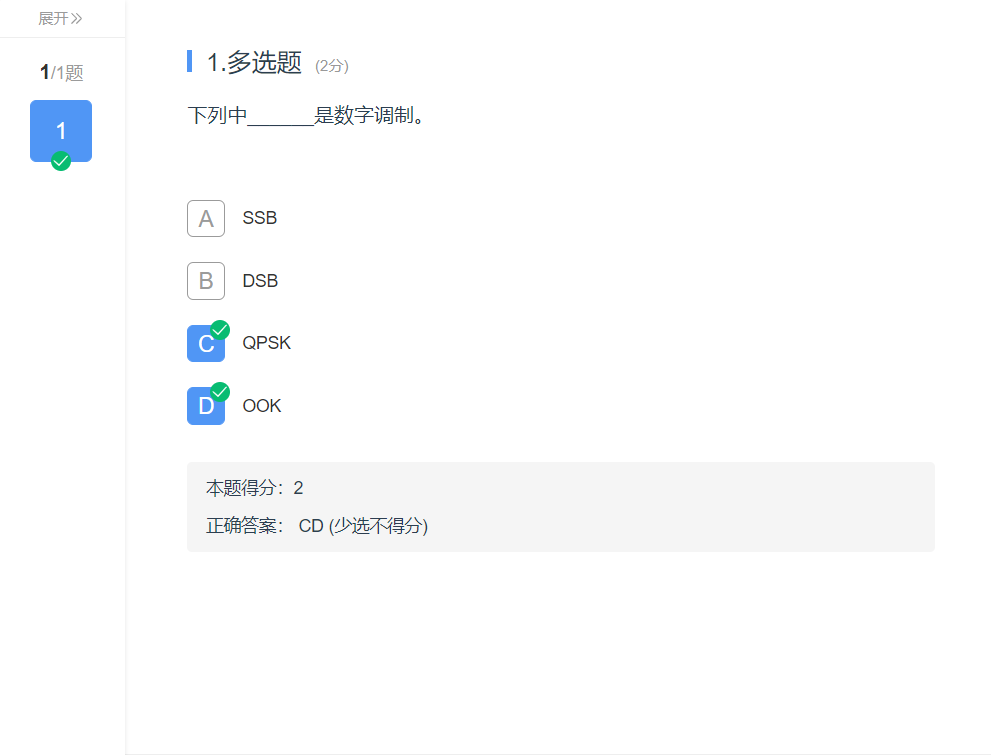 展开
1/1题
1
1.多选题 (2分)
下列中______是数字调制。
A SSB
B DSB
C QPSK
D OOK
本题得分：2
正确答案： CD (少选不得分)